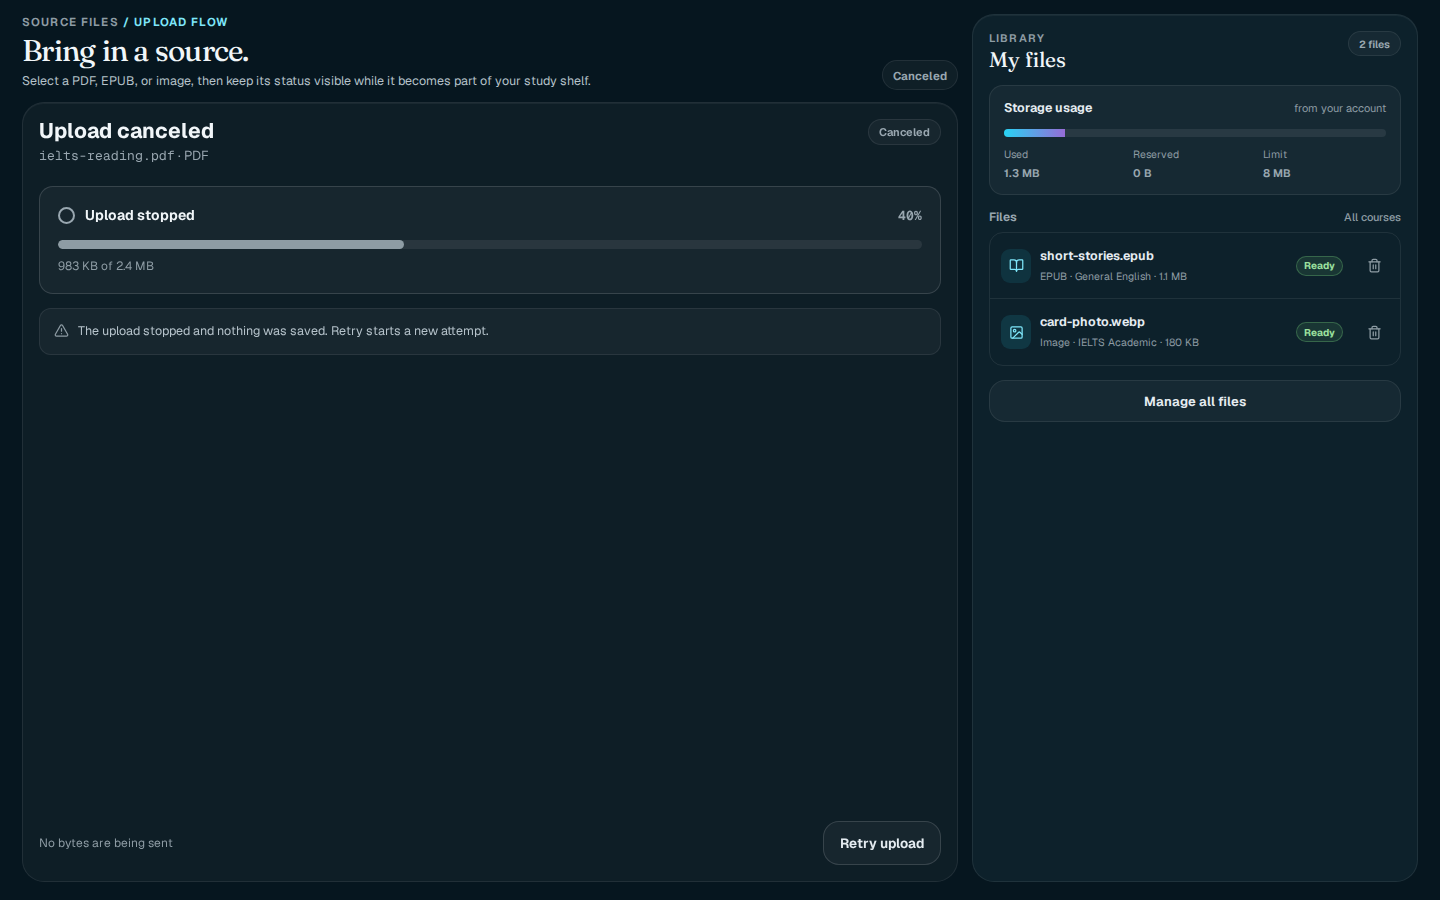 SOURCE FILES / UPLOAD FLOW
Bring in a source.
Select a PDF, EPUB, or image, then keep its status visible while it becomes part of your study shelf.
Canceled
Upload canceled
ielts-reading.pdf · PDF
Canceled
Upload stopped
40%
983 KB of 2.4 MB
The upload stopped and nothing was saved. Retry starts a new attempt.
No bytes are being sent
Retry upload
LIBRARY
My files
2 files
Storage usage
from your account
Used
Reserved
Limit
1.3 MB
0 B
8 MB
Files
All courses
short-stories.epub
EPUB · General English · 1.1 MB
Ready
card-photo.webp
Image · IELTS Academic · 180 KB
Ready
Manage all files